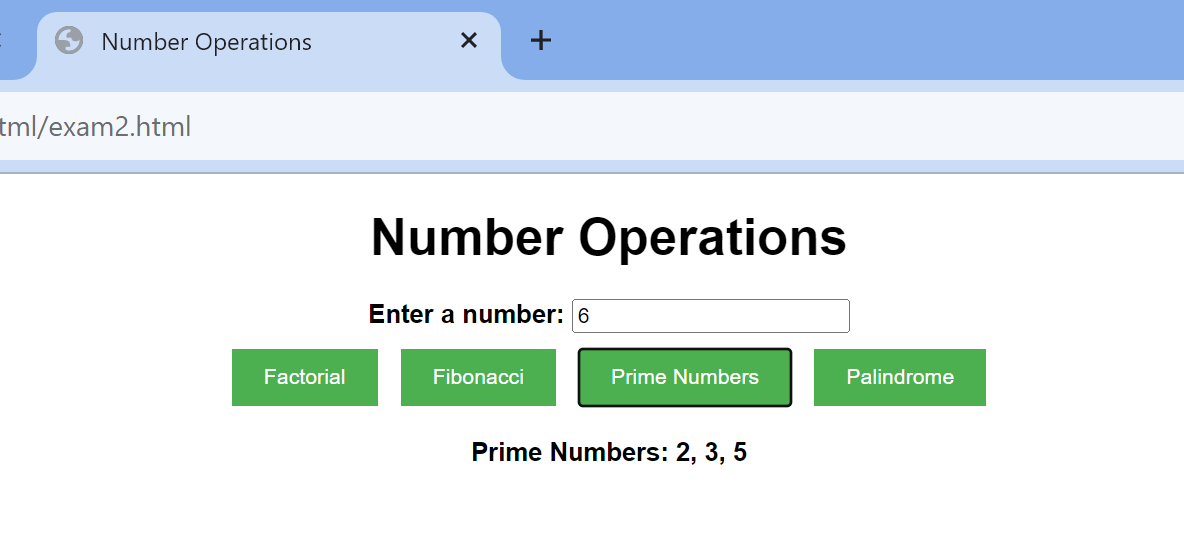 Number Operations
tml/exam2.html
Number Operations
Enter a number: 6
Factorial Fibonacci Prime Numbers Palindrome
Prime Numbers: 2, 3, 5